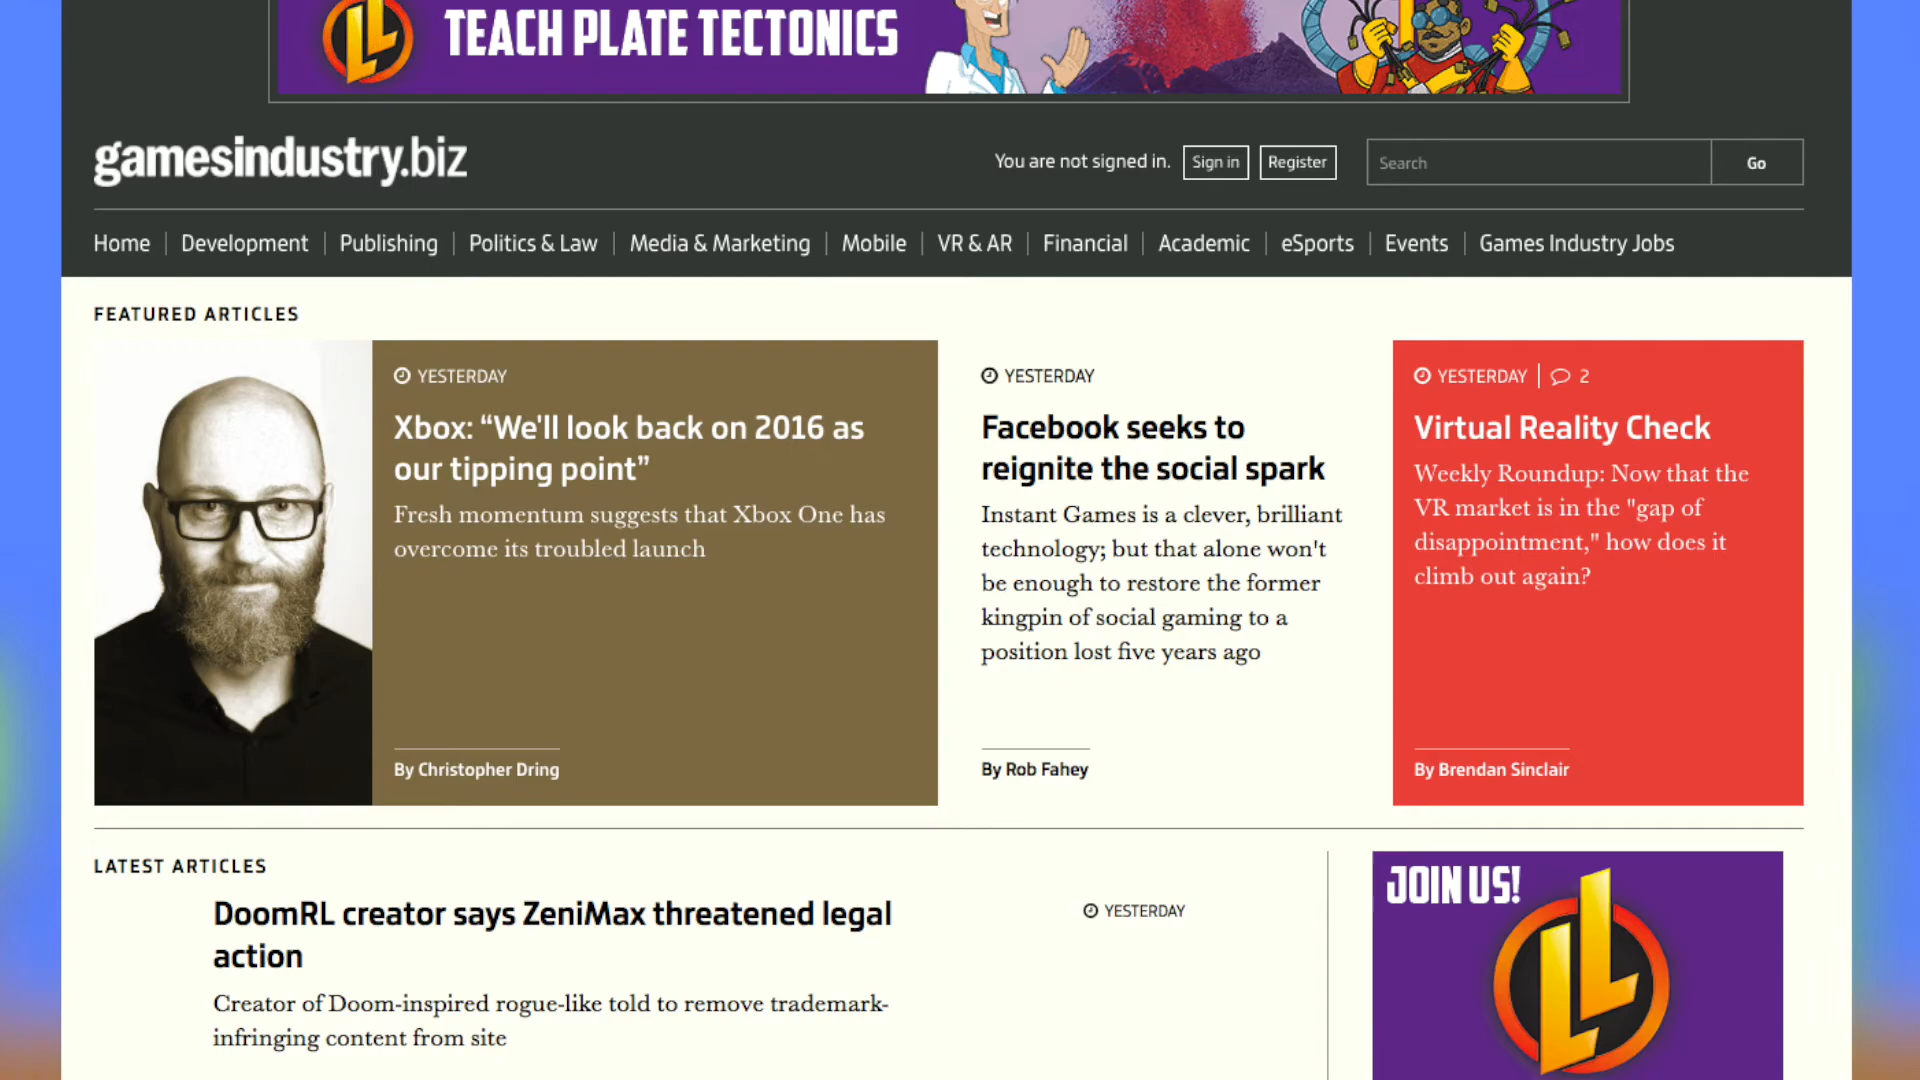 TEACH PLATE TECTONICS
gamesindustry.biz
You are not signed in. Sign in Register Search Go
Home Development Publishing Politics & Law Media & Marketing Mobile VR & AR Financial Academic eSports Events Games Industry Jobs
FEATURED ARTICLES
YESTERDAY
Xbox: “We'll look back on 2016 as
our tipping point”
Fresh momentum suggests that Xbox One has
overcome its troubled launch
By Christopher Dring
YESTERDAY
Facebook seeks to
reignite the social spark
Instant Games is a clever, brilliant
technology; but that alone won't
be enough to restore the former
kingpin of social gaming to a
position lost five years ago
By Rob Fahey
YESTERDAY 2
Virtual Reality Check
Weekly Roundup: Now that the
VR market is in the "gap of
disappointment," how does it
climb out again?
By Brendan Sinclair
LATEST ARTICLES
DoomRL creator says ZeniMax threatened legal
action
YESTERDAY
Creator of Doom-inspired rogue-like told to remove trademark-
infringing content from site
JOIN US!